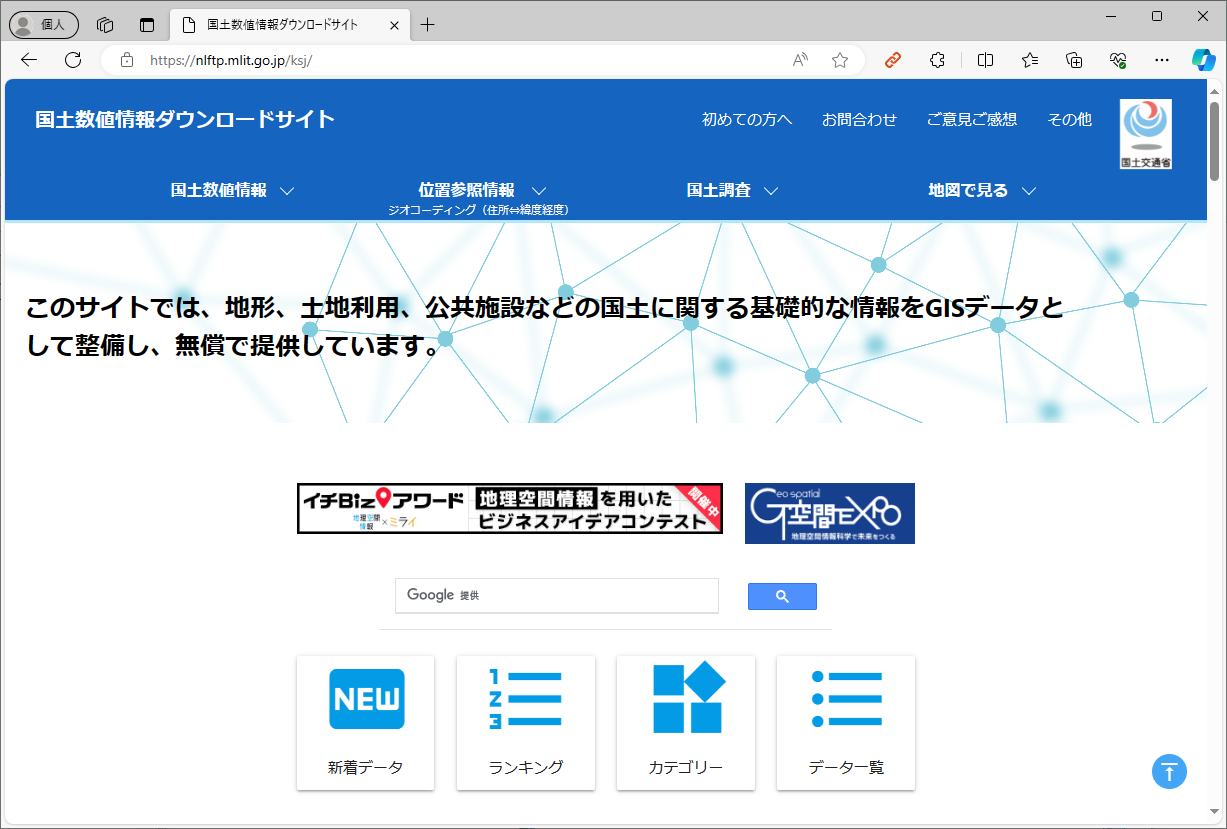 個人
国土数値情報ダウンロードサイト
https://nlftp.mlit.go.jp/ksj/
国土数値情報ダウンロードサイト
初めての方へ
お問合わせ
ご意見ご感想
その他
国土交通省
国土数値情報
位置参照情報
ジオコーディング（住所⇔緯度経度）
国土調査
地図で見る
このサイトでは、地形、土地利用、公共施設などの国土に関する基礎的な情報をGISデータと
して整備し、無償で提供しています。
イチBizアワード
地理空間情報×ミライ
地理空間情報を用いた
ビジネスアイデアコンテスト
開催中
Geo spatial
G空間EXPO
地理空間情報科学で未来をつくる
Google 提供
NEW
新着データ
1
2
3
ランキング
カテゴリー
データ一覧